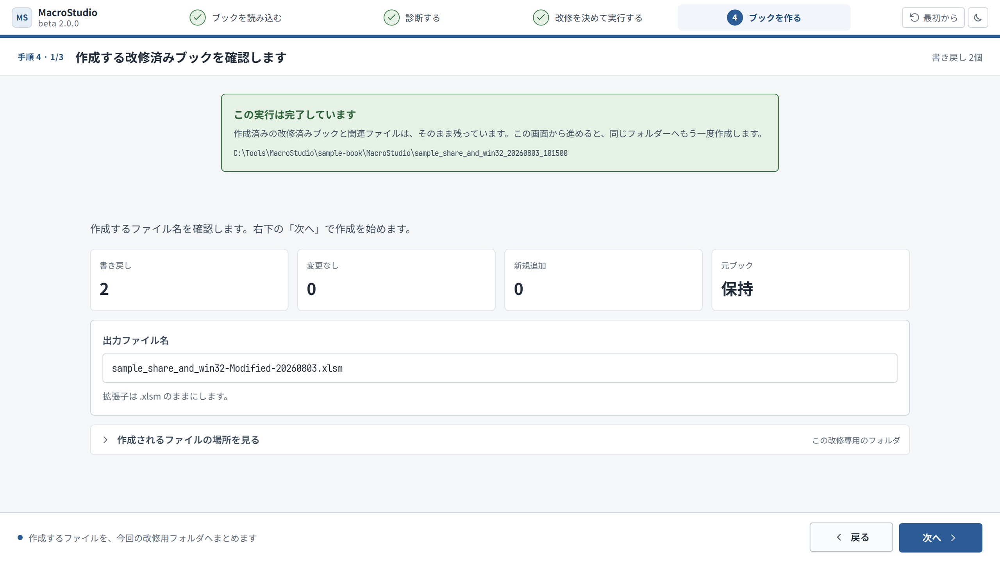 MS
MacroStudio
beta 2.0.0
ブックを読み込む
診断する
改修を決めて実行する
4 ブックを作る
最初から
手順 4 · 1/3
作成する改修済みブックを確認します
書き戻し 2個
この実行は完了しています
作成済みの改修済みブックと関連ファイルは、そのまま残っています。この画面から進めると、同じフォルダーへもう一度作成します。
C:\Tools\MacroStudio\sample-book\MacroStudio\sample_share_and_win32_20260803_101500
作成するファイル名を確認します。右下の「次へ」で作成を始めます。
書き戻し
2
変更なし
0
新規追加
0
元ブック
保持
出力ファイル名
sample_share_and_win32-Modified-20260803.xlsm
拡張子は .xlsm のままにします。
作成されるファイルの場所を見る
この改修専用のフォルダ
作成するファイルを、今回の改修用フォルダへまとめます
戻る
次へ